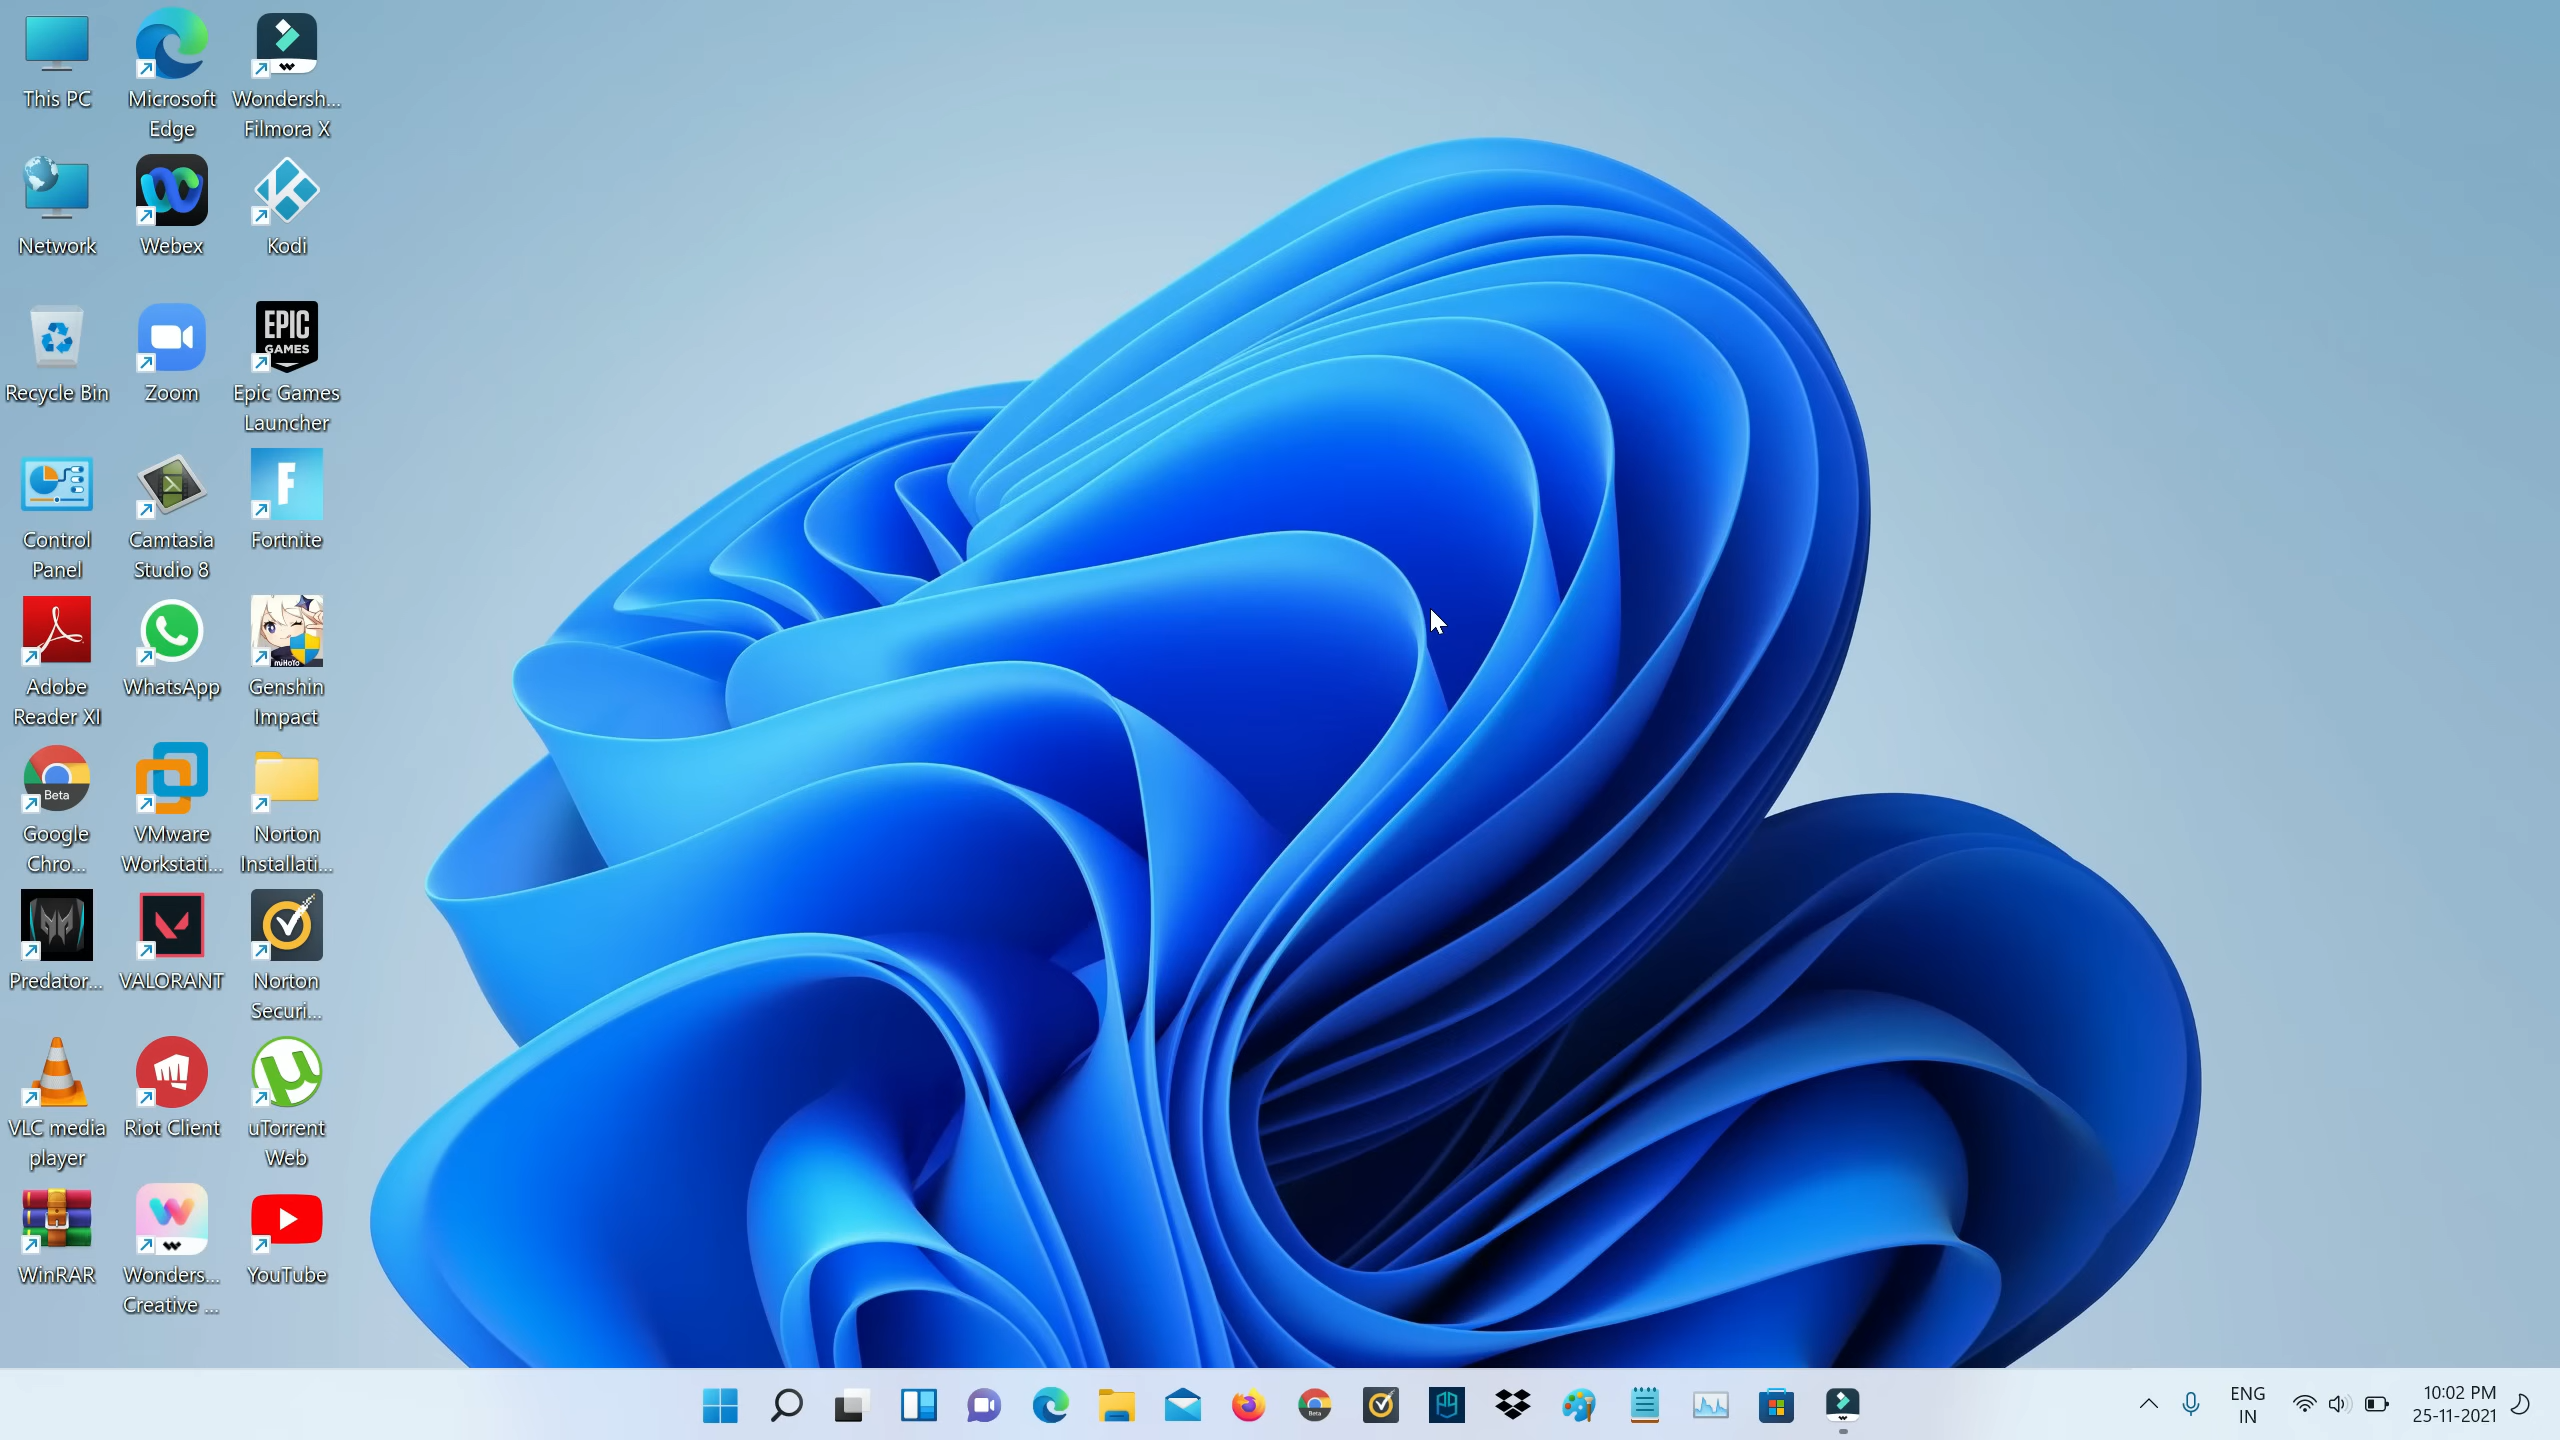 This PC
Microsoft
Edge
Wondersh...
Filmora X
Network
Webex
Kodi
Recycle Bin
Zoom
EPIC
GAMES
Epic Games
Launcher
Control
Panel
Camtasia
Studio 8
F
Fortnite
Adobe
Reader XI
WhatsApp
miHoYo
Genshin
Impact
Beta
Google
Chro...
VMware
Workstati...
Norton
Installati...
Predator...
VALORANT
Norton
Securi...
VLC media
player
Riot Client
µ
uTorrent
Web
WinRAR
Wonders...
Creative ...
YouTube
Beta
ENG
IN
10:02 PM
25-11-2021